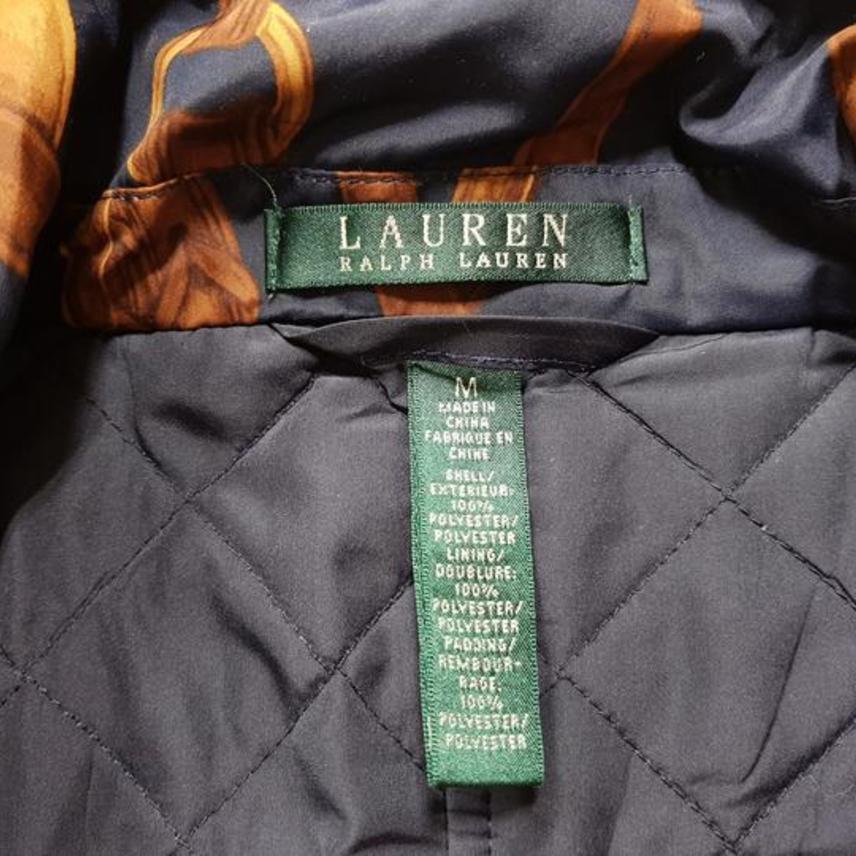 LAUREN
RALPH LAUREN
M
MADE IN
CHINA
FABRIQUE EN
CHINE
SHELL/
EXTERIEUR:
100%
POLYESTER/
POLYESTER
LINING/
DOUBLURE:
100%
POLYESTER/
POLYESTER
PADDING/
REMBOUR-
RAGE:
100%
POLYESTER/
POLYESTER